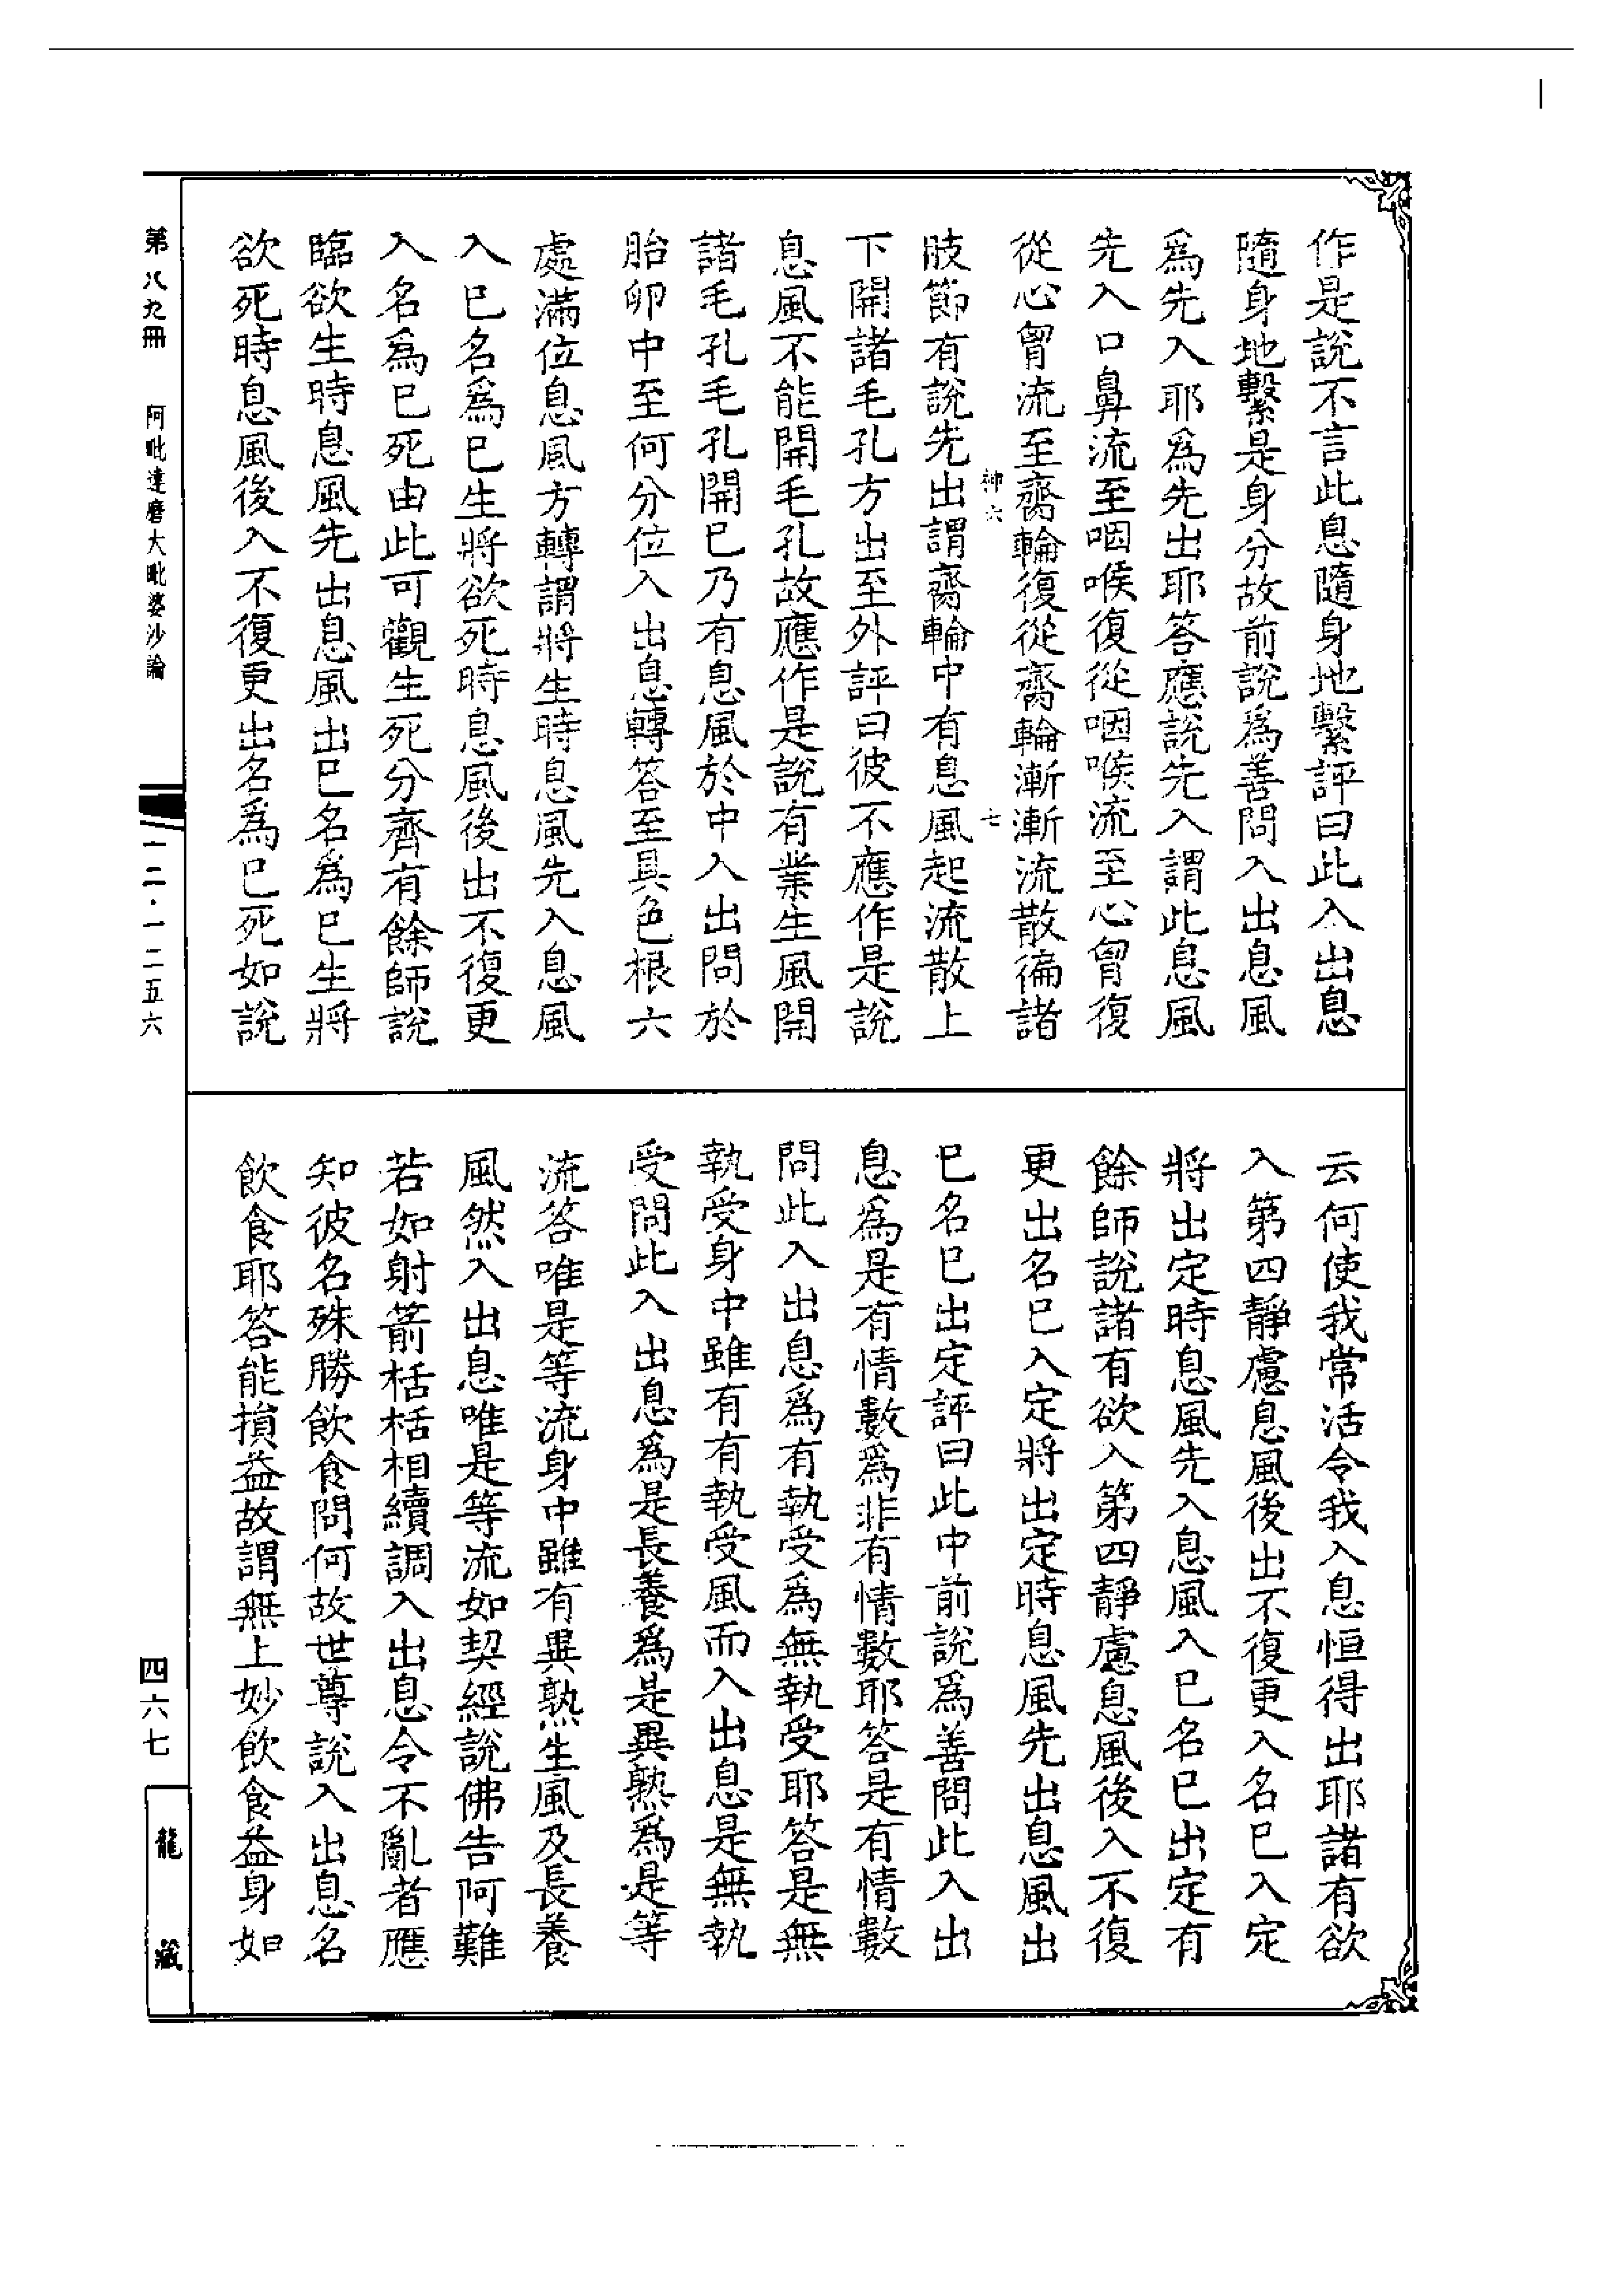 作是說不言此息隨身地繫評曰此入出息
隨身地繫是身分故前說爲善問入出息風
爲先入耶爲先出耶答應說先入謂此息風
先入口鼻流至咽喉復從咽喉流至心胷復
從心胷流至齎輪復從齎輪漸漸流散徧諸
神六 七
肢節有說先出謂齎輪中有息風起流散上
下開諸毛孔方出至外評曰彼不應作是說
息風不能開毛孔故應作是說有業生風開
諸毛孔毛孔開已乃有息風於中入出問於
胎卵中至何分位入出息轉答至具色根六
處滿位息風方轉謂將生時息風先入息風
入已名爲已生將欲死時息風後出不復更
入名爲已死由此可觀生死分齊有餘師說
臨欲生時息風先出息風出已名爲已生將
欲死時息風後入不復更出名爲已死如說
云何使我常活令我入息恒得出耶諸有欲
入第四靜慮息風後出不復更入名已入定
將出定時息風先入息風入已名已出定有
餘師說諸有欲入第四靜慮息風後入不復
更出名已入定將出定時息風先出息風出
已名已出定評曰此中前說爲善問此入出
息爲是有情數爲非有情數耶答是有情數
問此入出息爲有執受爲無執受耶答是無
執受身中雖有有執受風而入出息是無執
受問此入出息爲是長養爲是異熟爲是等
流答唯是等流身中雖有異熟生風及長養
風然入出息唯是等流如契經說佛告阿難
若如射箭栝栝相續調入出息令不亂者應
知彼名殊勝飲食問何故世尊說入出息名
飲食耶答能損益故謂無上妙飲食益身如
第八九冊 阿毗達磨大毗婆沙論
一二·一二五六
四六七
龍藏